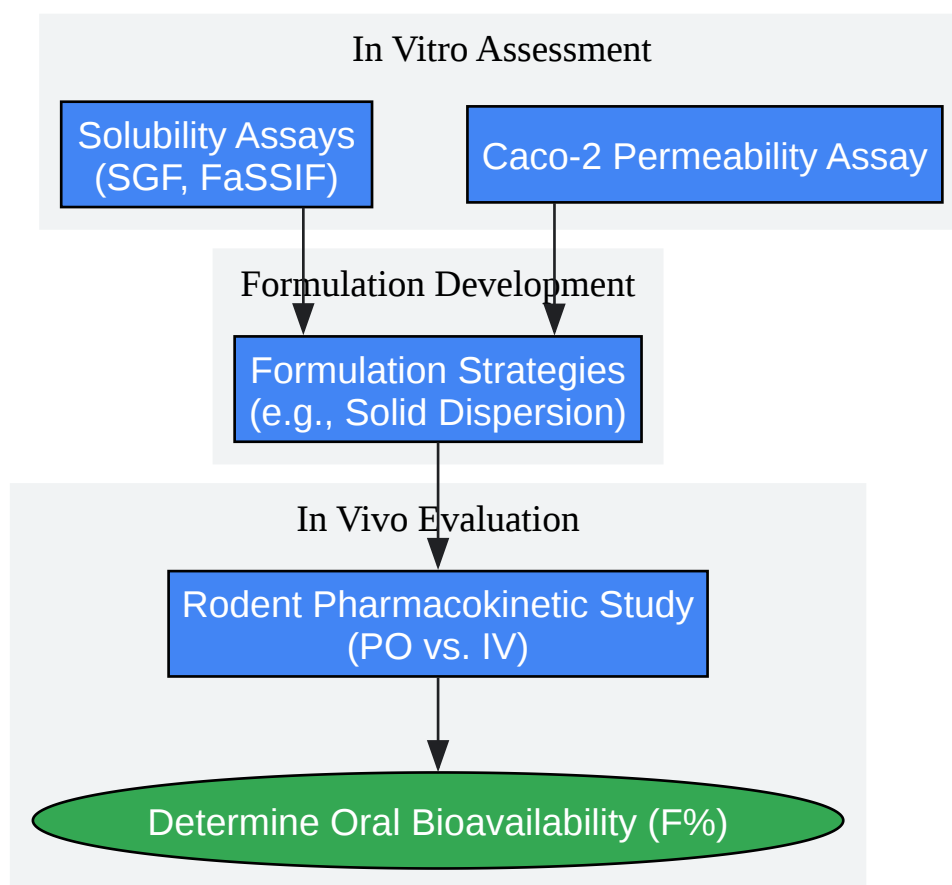 In Vitro Assessment
Solubility Assays
(SGF, FaSSIF)
Caco-2 Permeability Assay
Formulation Development
Formulation Strategies
(e.g., Solid Dispersion)
In Vivo Evaluation
Rodent Pharmacokinetic Study
(PO vs. IV)
Determine Oral Bioavailability (F%)